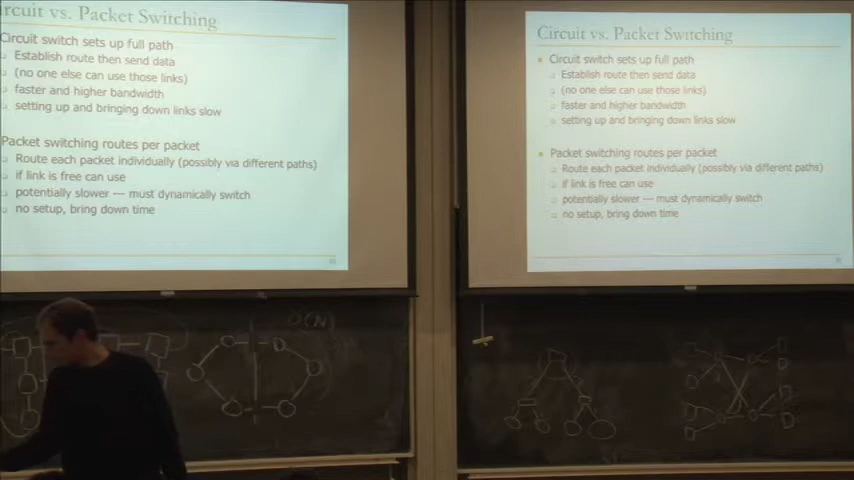 rcuit vs. Packet Switching
Circuit switch sets up full path
Establish route then send data
(no one else can use those links)
faster and higher bandwidth
setting up and bringing down links slow
Packet switching routes per packet
Route each packet individually (possibly via different paths)
if link is free can use
potentially slower --- must dynamically switch
no setup, bring down time
Circuit vs. Packet Switching
Circuit switch sets up full path
Establish route then send data
(no one else can use those links)
faster and higher bandwidth
setting up and bringing down links slow
Packet switching routes per packet
Route each packet individually (possibly via different paths)
if link is free can use
potentially slower --- must dynamically switch
no setup, bring down time
O(N)